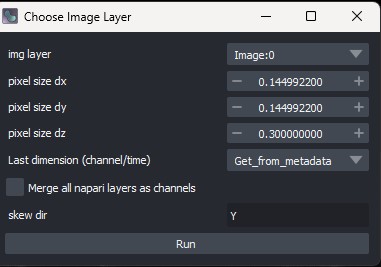 Choose Image Layer
img layer Image:0
pixel size dx 0.144992200
pixel size dy 0.144992200
pixel size dz 0.300000000
Last dimension (channel/time) Get_from_metadata
Merge all napari layers as channels
skew dir Y
Run